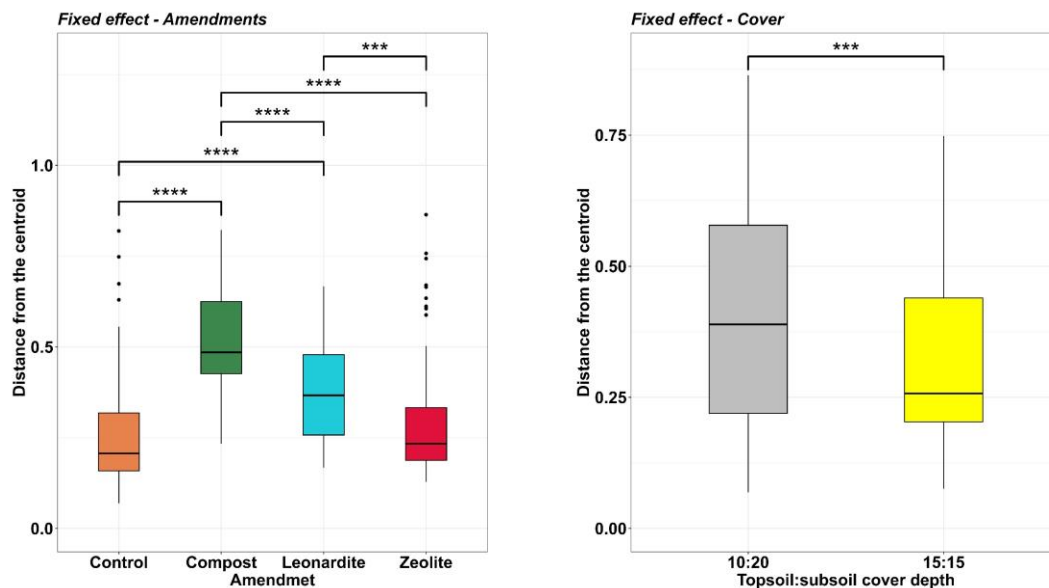 Fixed effect - Amendments
***
****
****
****
****
1.0
0.5
0.0
Distance from the centroid
Control Compost Leonardite Zeolite
Amendmet
Fixed effect - Cover
***
0.75
0.50
0.25
0.00
Distance from the centroid
10:20 15:15
Topsoil:subsoil cover depth